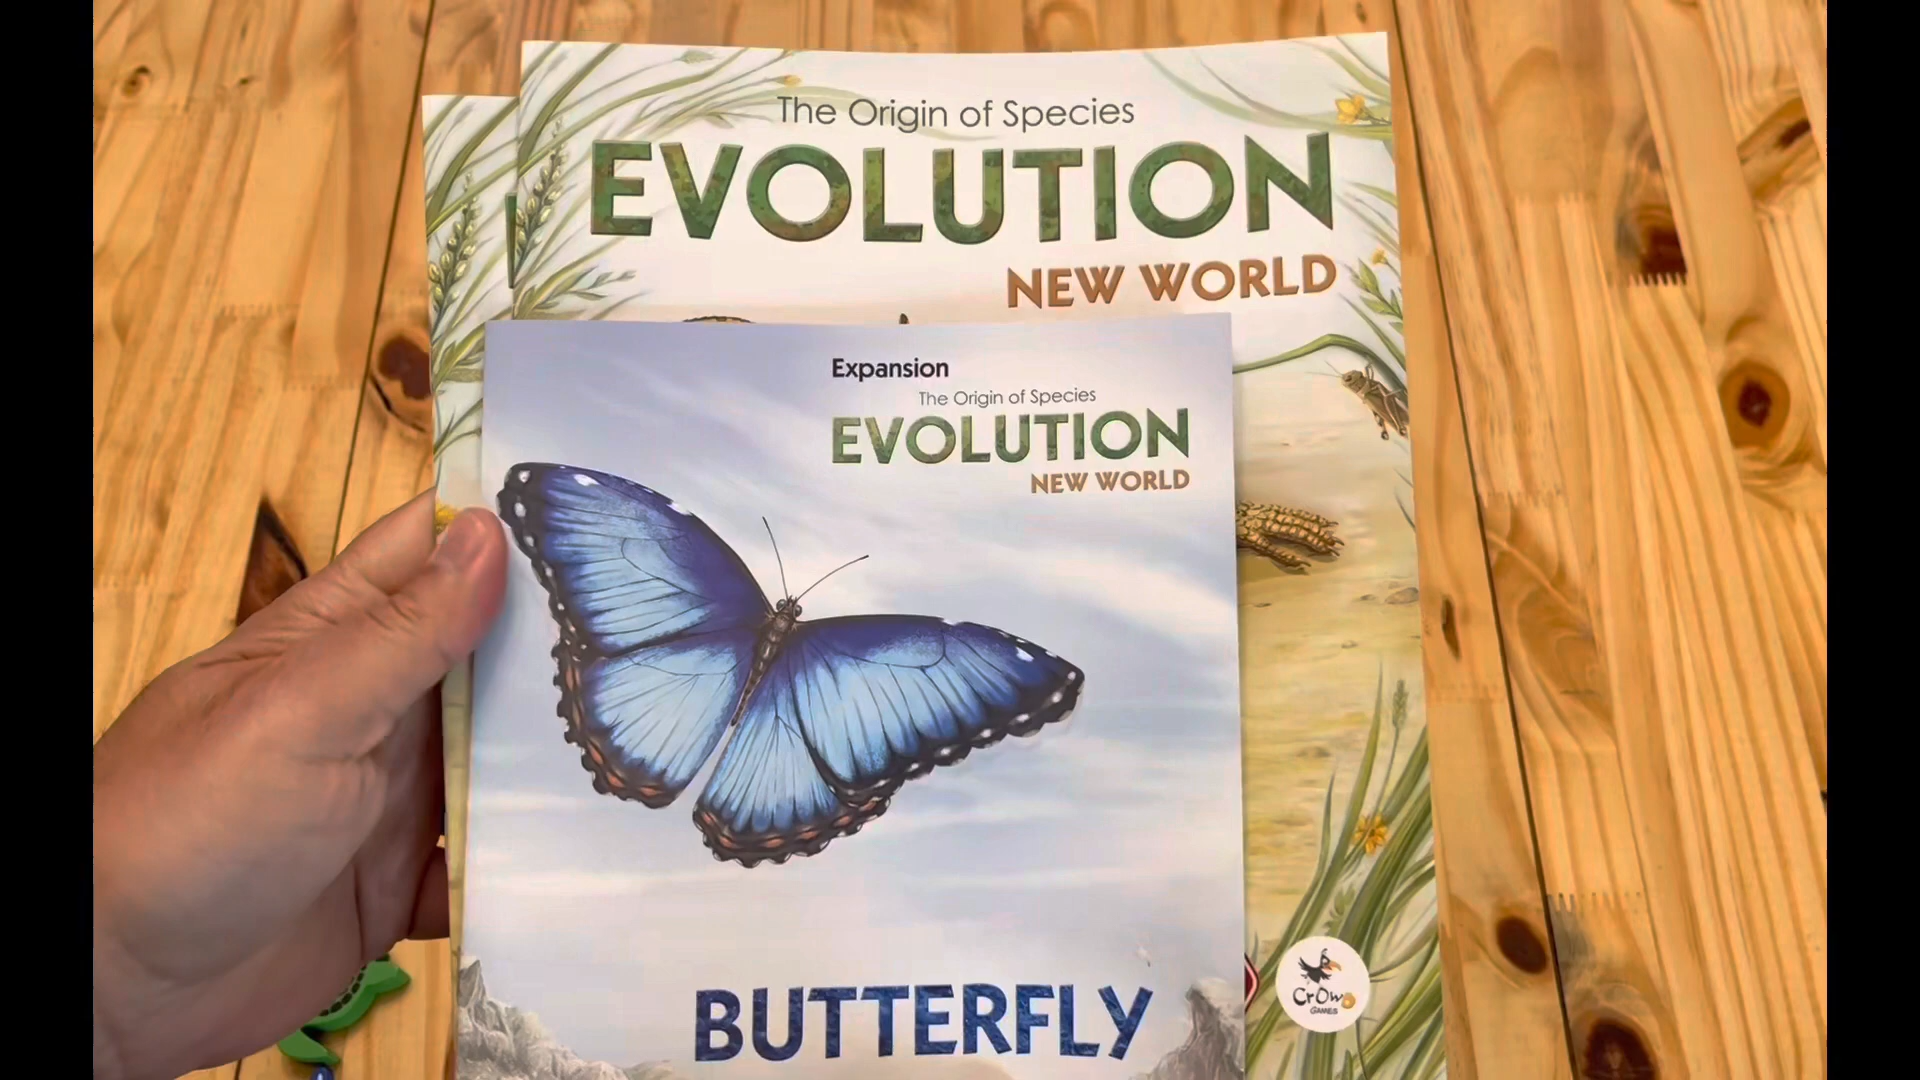 The Origin of Species
EVOLUTION
NEW WORLD
Expansion
The Origin of Species
EVOLUTION
NEW WORLD
BUTTERFLY
CrOwD
GAMES